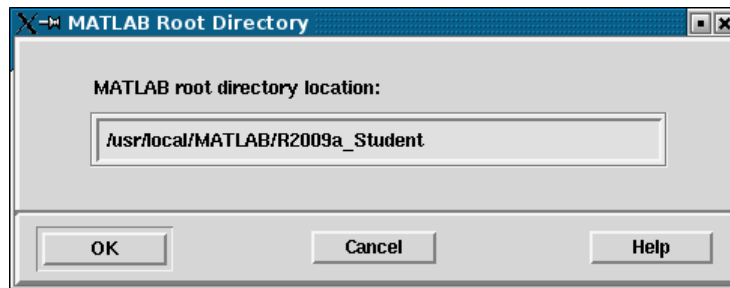 MATLAB Root Directory
MATLAB root directory location:
/usr/local/MATLAB/R2009a_Student
OK Cancel Help